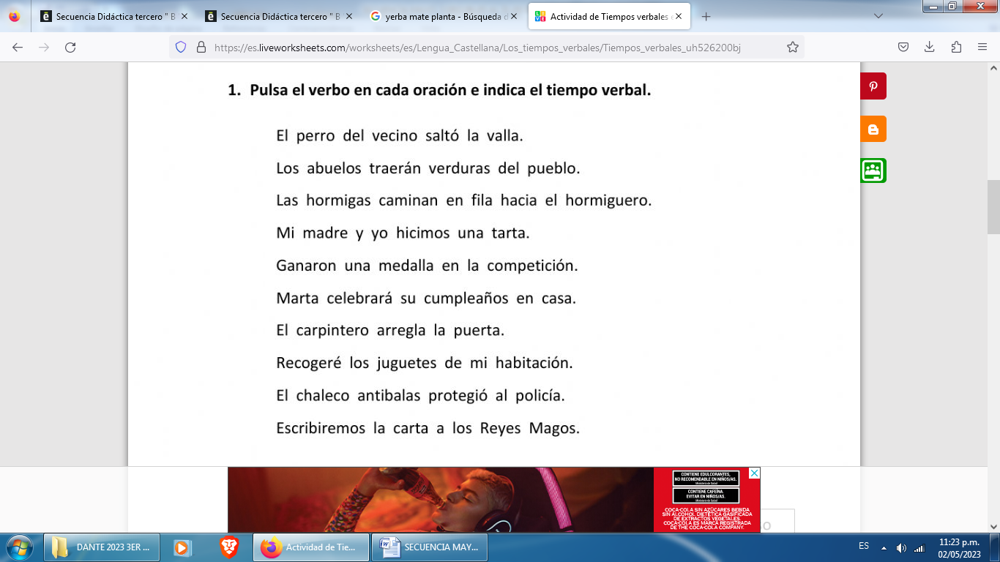 Secuencia Didáctica tercero " B
Secuencia Didáctica tercero " B
yerba mate planta - Búsqueda d
Actividad de Tiempos verbales
https://es.liveworksheets.com/worksheets/es/Lengua_Castellana/Los_tiempos_verbales/Tiempos_verbales_uh526200bj
1. Pulsa el verbo en cada oración e indica el tiempo verbal.
El perro del vecino saltó la valla.
Los abuelos traerán verduras del pueblo.
Las hormigas caminan en fila hacia el hormiguero.
Mi madre y yo hicimos una tarta.
Ganaron una medalla en la competición.
Marta celebrará su cumpleaños en casa.
El carpintero arregla la puerta.
Recogeré los juguetes de mi habitación.
El chaleco antibalas protegió al policía.
Escribiremos la carta a los Reyes Magos.
CONTIENE EDULCORANTES,
NO RECOMENDABLE EN NIÑOS/AS.
Ministerio de Salud
CONTIENE CAFEÍNA.
EVITAR EN NIÑOS/AS.
Ministerio de Salud
COCA-COLA SIN AZÚCARES BEBIDA
SIN ALCOHOL DIETÉTICA GASIFICADA
DE EXTRACTOS VEGETALES.
COCA-COLA ES MARCA REGISTRADA
DE THE COCA-COLA COMPANY.
DANTE 2023 3ER ...
Actividad de Tie...
SECUENCIA MAY...
ES
11:23 p.m.
02/05/2023